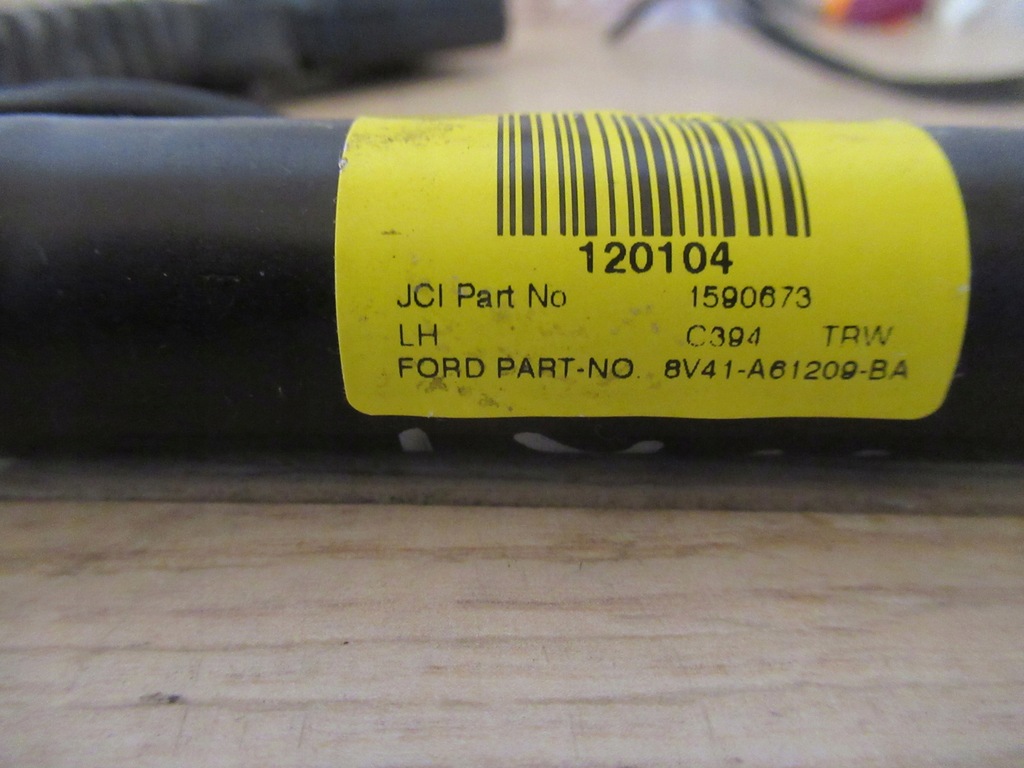 120104
JCI Part No 1590673
LH C394 TRW
FORD PART-NO. 8V41-A61209-BA